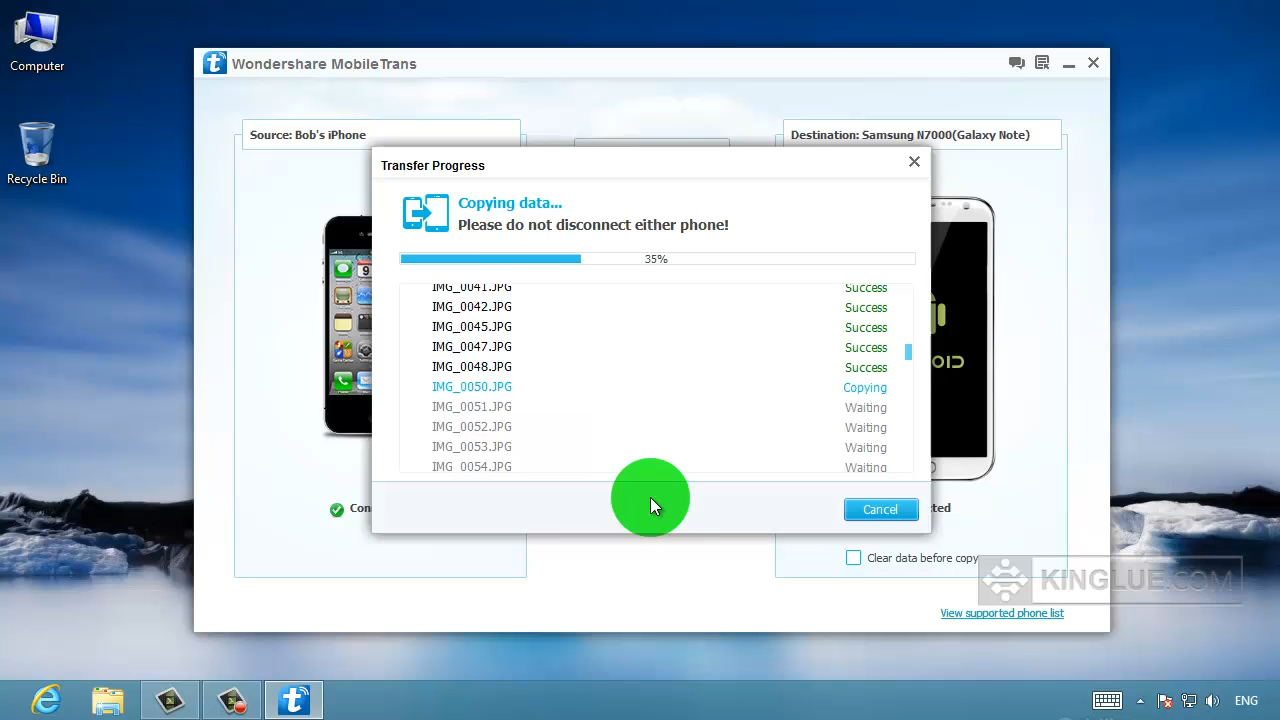 Computer
Recycle Bin
Wondershare MobileTrans
Source: Bob's iPhone
Destination: Samsung N7000(Galaxy Note)
Transfer Progress
Copying data...
Please do not disconnect either phone!
35%
IMG_0041.JPG Success
IMG_0042.JPG Success
IMG_0045.JPG Success
IMG_0047.JPG Success
IMG_0048.JPG Success
IMG_0050.JPG Copying
IMG_0051.JPG Waiting
IMG_0052.JPG Waiting
IMG_0053.JPG Waiting
IMG_0054.JPG Waiting
Cancel
Con
cted
Clear data before copy
KINGLUE.COM
View supported phone list
ENG